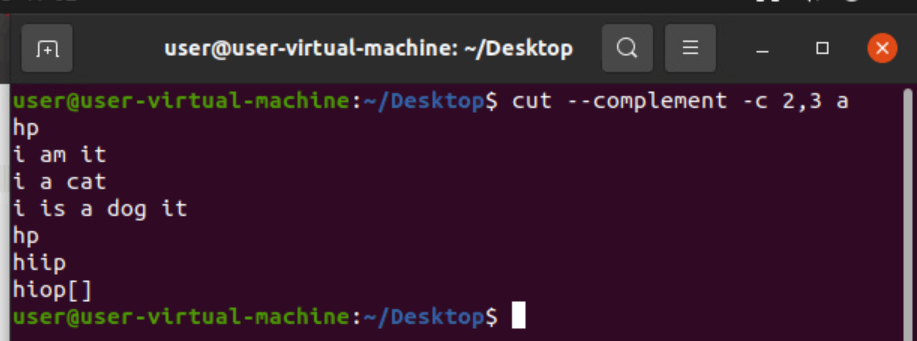 user@user-virtual-machine: ~/Desktop
user@user-virtual-machine:~/Desktop$ cut --complement -c 2,3 a
hp
i am it
i a cat
i is a dog it
hp
hiip
hiop[]
user@user-virtual-machine:~/Desktop$